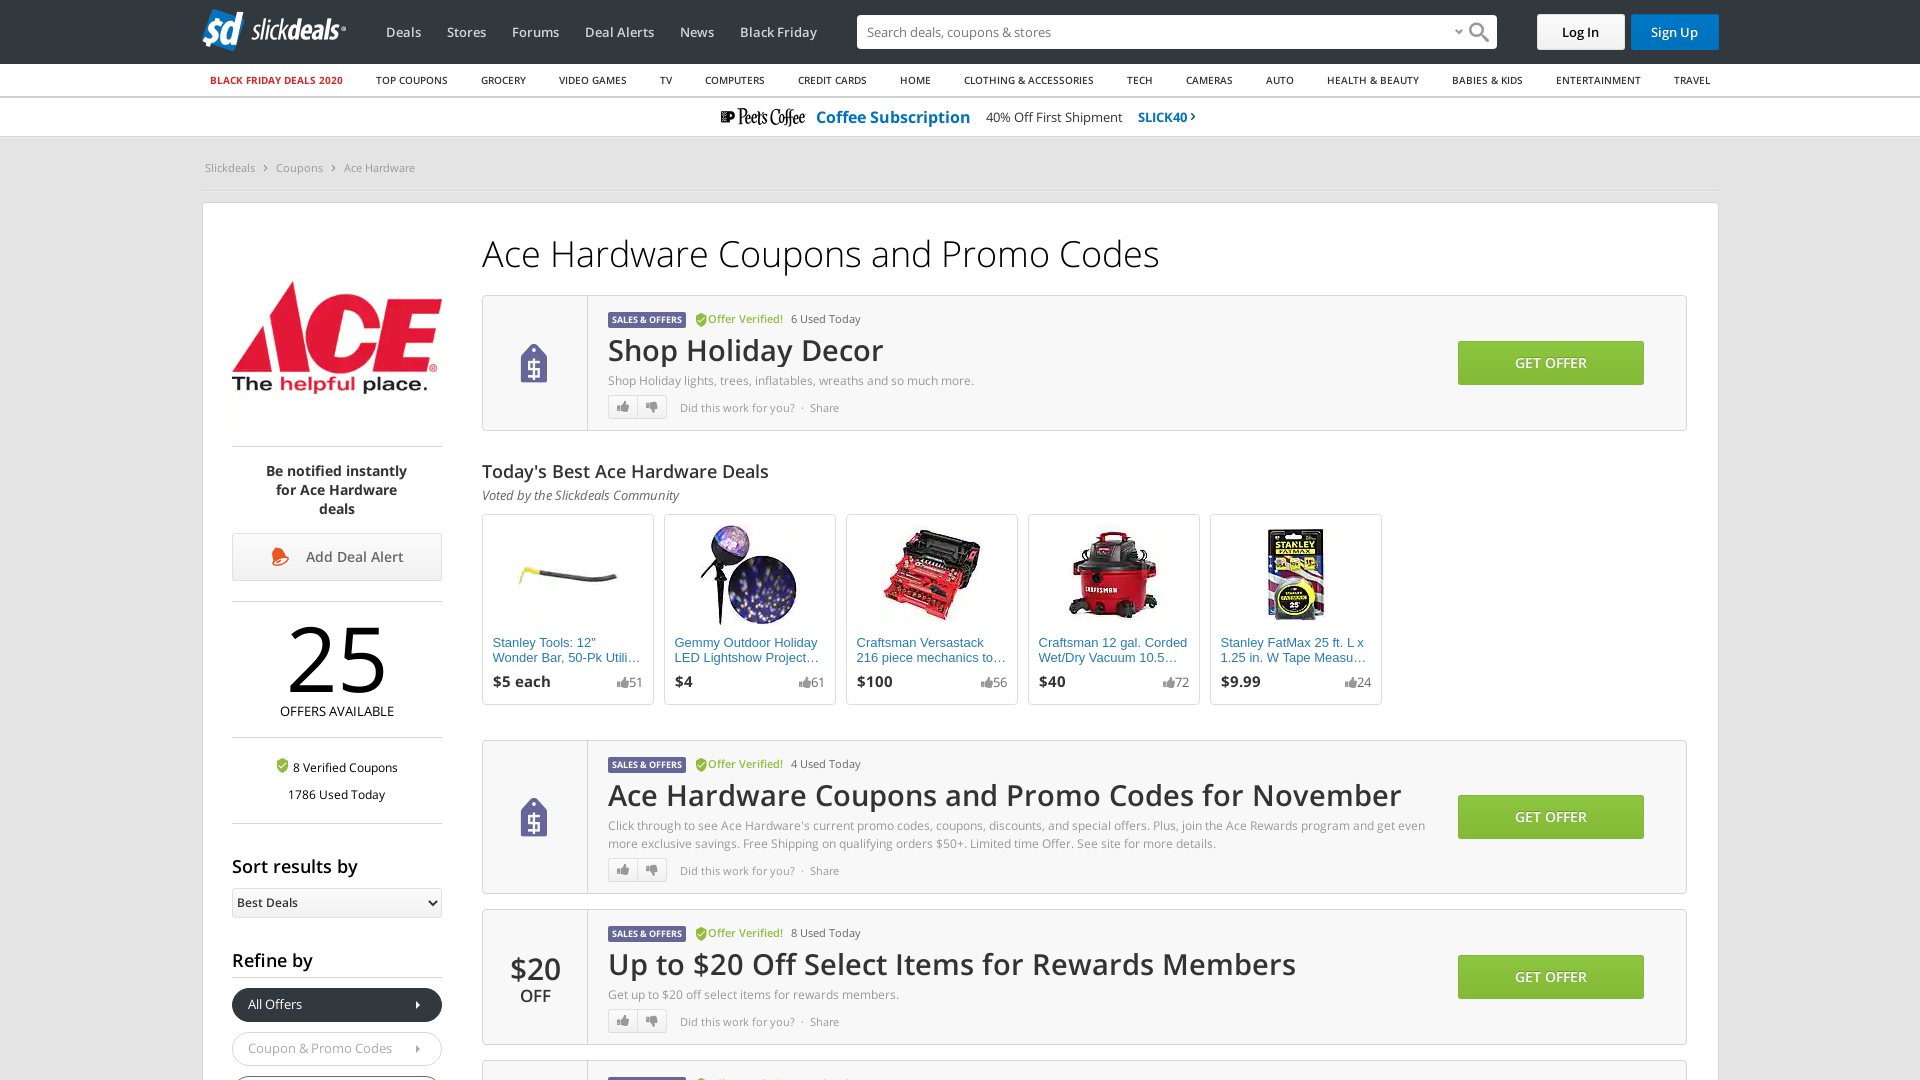 sd slickdeals®
Deals
Stores
Forums
Deal Alerts
News
Black Friday
Search deals, coupons & stores
Log In
Sign Up
BLACK FRIDAY DEALS 2020
TOP COUPONS
GROCERY
VIDEO GAMES
TV
COMPUTERS
CREDIT CARDS
HOME
CLOTHING & ACCESSORIES
TECH
CAMERAS
AUTO
HEALTH & BEAUTY
BABIES & KIDS
ENTERTAINMENT
TRAVEL
Peet's Coffee Coffee Subscription 40% Off First Shipment SLICK40
Slickdeals Coupons Ace Hardware
ACE®
The helpful place.
Be notified instantly
for Ace Hardware
deals
Add Deal Alert
25
OFFERS AVAILABLE
8 Verified Coupons
1786 Used Today
Sort results by
Best Deals
Refine by
All Offers
Coupon & Promo Codes
Ace Hardware Coupons and Promo Codes
SALES & OFFERS Offer Verified! 6 Used Today
Shop Holiday Decor
Shop Holiday lights, trees, inflatables, wreaths and so much more.
Did this work for you? · Share
GET OFFER
Today's Best Ace Hardware Deals
Voted by the Slickdeals Community
Stanley Tools: 12"
Wonder Bar, 50-Pk Utili...
$5 each 51
Gemmy Outdoor Holiday
LED Lightshow Project...
$4 61
Craftsman Versastack
216 piece mechanics to...
$100 56
CRAFTSMAN
Craftsman 12 gal. Corded
Wet/Dry Vacuum 10.5...
$40 72
STANLEY
FATMAX
25'
Stanley FatMax 25 ft. L x
1.25 in. W Tape Measu...
$9.99 24
SALES & OFFERS Offer Verified! 4 Used Today
Ace Hardware Coupons and Promo Codes for November
Click through to see Ace Hardware's current promo codes, coupons, discounts, and special offers. Plus, join the Ace Rewards program and get even
more exclusive savings. Free Shipping on qualifying orders $50+. Limited time Offer. See site for more details.
Did this work for you? · Share
GET OFFER
$20
OFF
SALES & OFFERS Offer Verified! 8 Used Today
Up to $20 Off Select Items for Rewards Members
Get up to $20 off select items for rewards members.
Did this work for you? · Share
GET OFFER